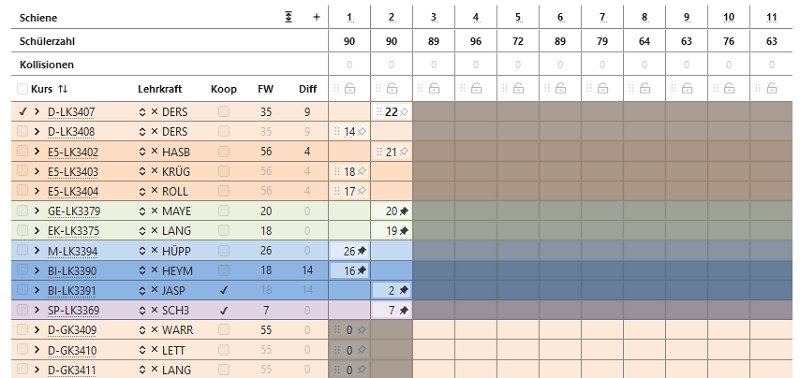 Schiene + 1 2 3 4 5 6 7 8 9 10 11
Schülerzahl 90 90 89 96 72 89 79 64 63 76 63
Kollisionen 0 0 0 0 0 0 0 0 0 0 0
Kurs Lehrkraft Koop FW Diff
D-LK3407 DERS 35 9 22
D-LK3408 DERS 35 9 14
E5-LK3402 HASB 56 4 21
E5-LK3403 KRÜG 56 4 18
E5-LK3404 ROLL 56 4 17
GE-LK3379 MAYE 20 0 20
EK-LK3375 LANG 18 0 19
M-LK3394 HÜPP 26 0 26
BI-LK3390 HEYM 18 14 16
BI-LK3391 JASP 18 14 2
SP-LK3369 SCH3 7 0 7
D-GK3409 WARR 55 0 0
D-GK3410 LETT 55 0 0
D-GK3411 LANG 55 0 0